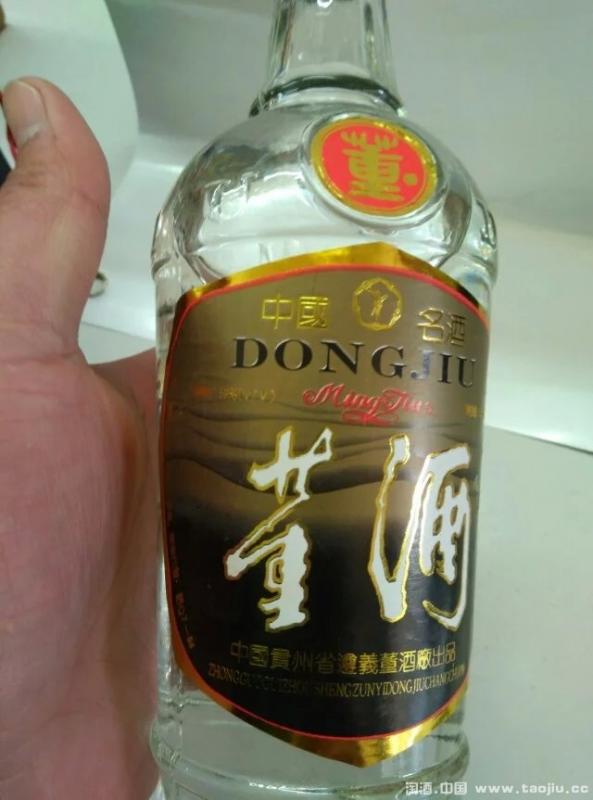 董
中國 名酒
DONGJIU
MingJiu
董酒
中國貴州省遵義董酒廠出品
ZHONGGUOGUIZHOUSHENGZUNYIDONGJIUCHANGCHUPIN
淘酒.中国 www.taojiu.cc